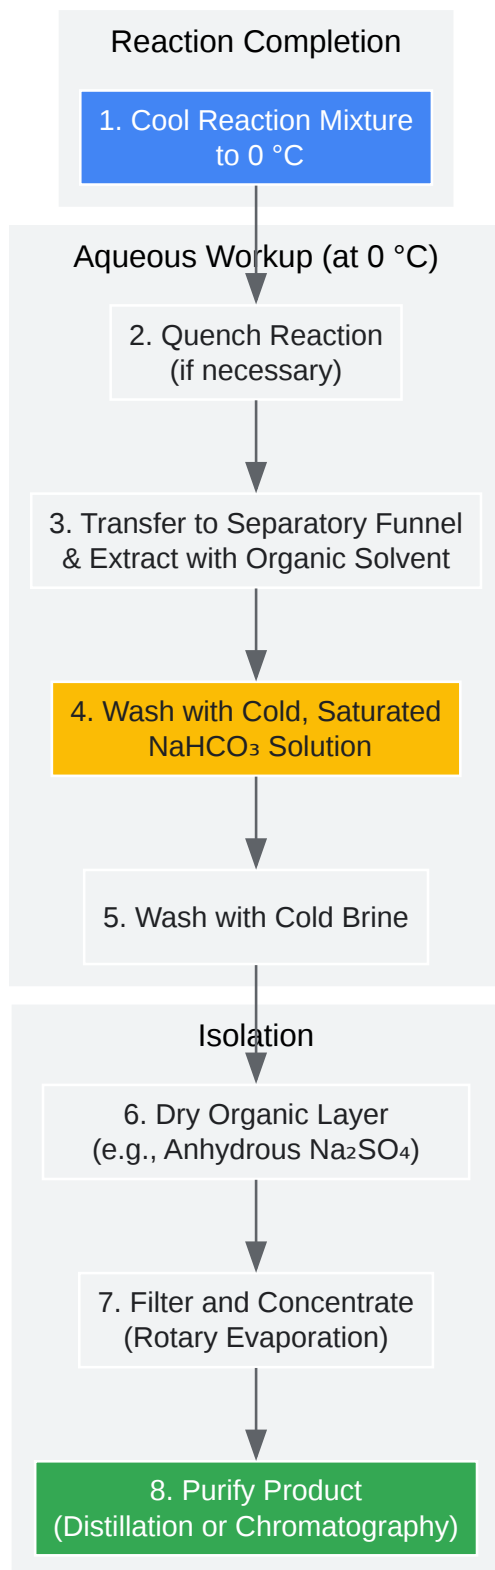 Reaction Completion
1. Cool Reaction Mixture
to 0 °C
Aqueous Workup (at 0 °C)
2. Quench Reaction
(if necessary)
3. Transfer to Separatory Funnel
& Extract with Organic Solvent
4. Wash with Cold, Saturated
NaHCO₃ Solution
5. Wash with Cold Brine
Isolation
6. Dry Organic Layer
(e.g., Anhydrous Na₂SO₄)
7. Filter and Concentrate
(Rotary Evaporation)
8. Purify Product
(Distillation or Chromatography)